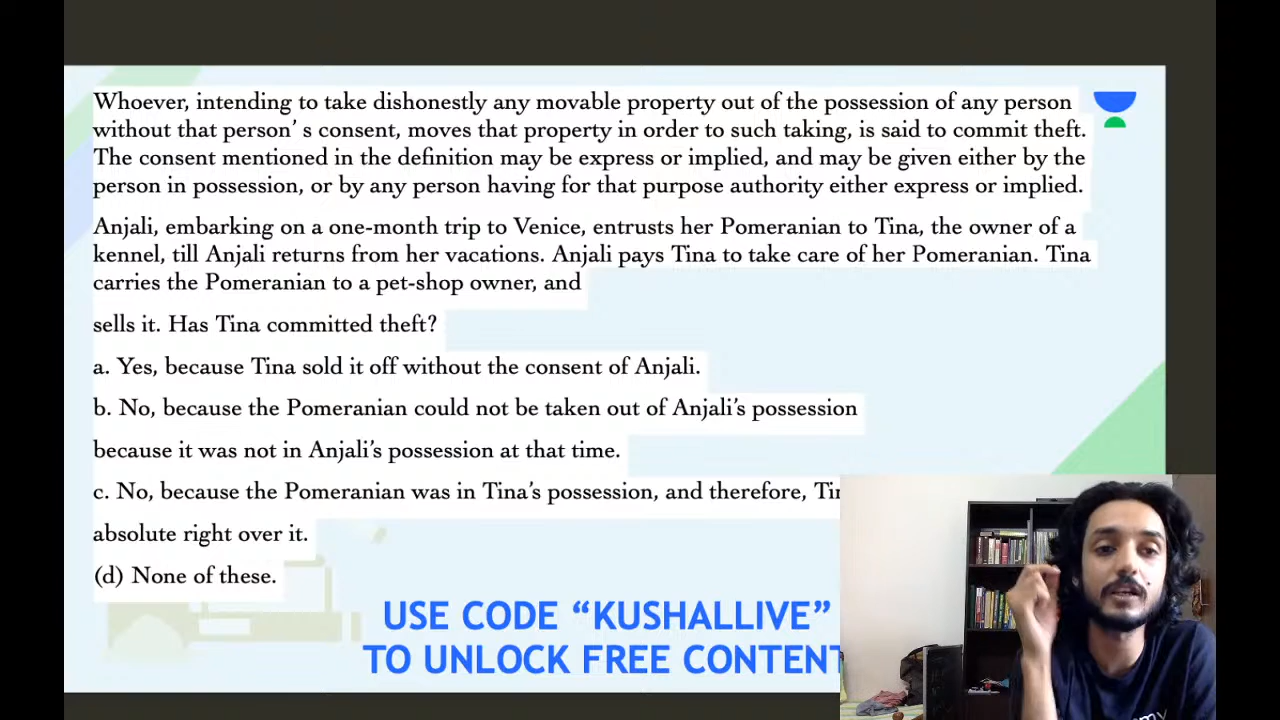 Whoever, intending to take dishonestly any movable property out of the possession of any person
without that person' s consent, moves that property in order to such taking, is said to commit theft.
The consent mentioned in the definition may be express or implied, and may be given either by the
person in possession, or by any person having for that purpose authority either express or implied.
Anjali, embarking on a one-month trip to Venice, entrusts her Pomeranian to Tina, the owner of a
kennel, till Anjali returns from her vacations. Anjali pays Tina to take care of her Pomeranian. Tina
carries the Pomeranian to a pet-shop owner, and
sells it. Has Tina committed theft?
a. Yes, because Tina sold it off without the consent of Anjali.
b. No, because the Pomeranian could not be taken out of Anjali's possession
because it was not in Anjali's possession at that time.
c. No, because the Pomeranian was in Tina's possession, and therefore,
absolute right over it.
(d) None of these.
USE CODE "KUSHALLIVE"
TO UNLOCK FREE CONTENT